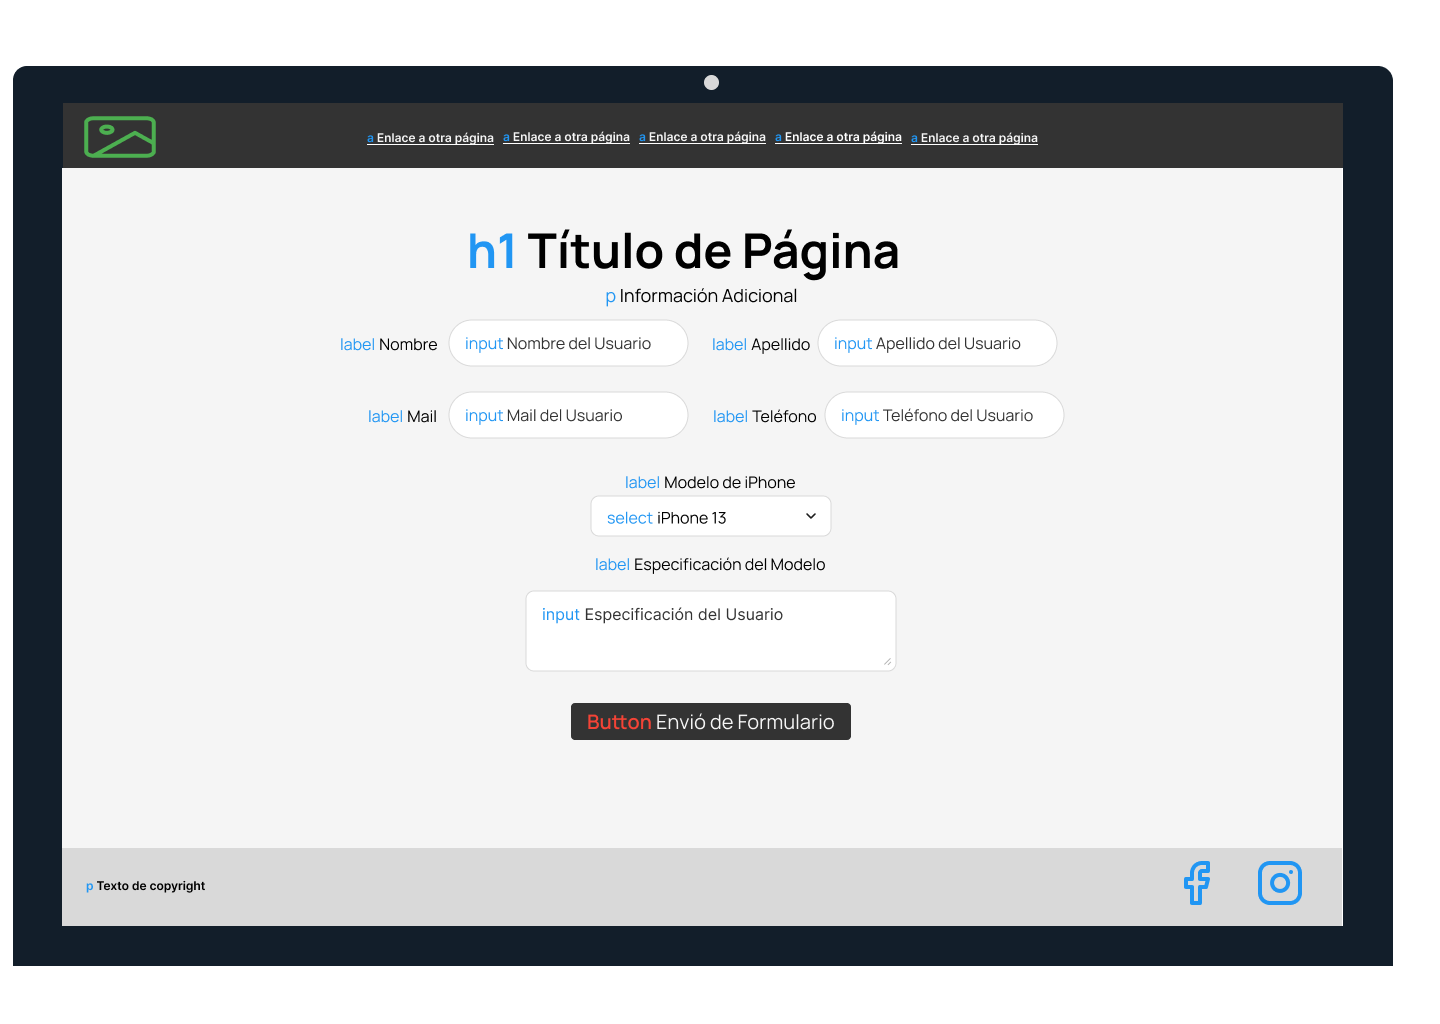 a Enlace a otra página a Enlace a otra página a Enlace a otra página a Enlace a otra página a Enlace a otra página
h1 Título de Página
p Información Adicional
label Nombre input Nombre del Usuario label Apellido input Apellido del Usuario
label Mail input Mail del Usuario label Teléfono input Teléfono del Usuario
label Modelo de iPhone
select iPhone 13
label Especificación del Modelo
input Especificación del Usuario
Button Envió de Formulario
p Texto de copyright